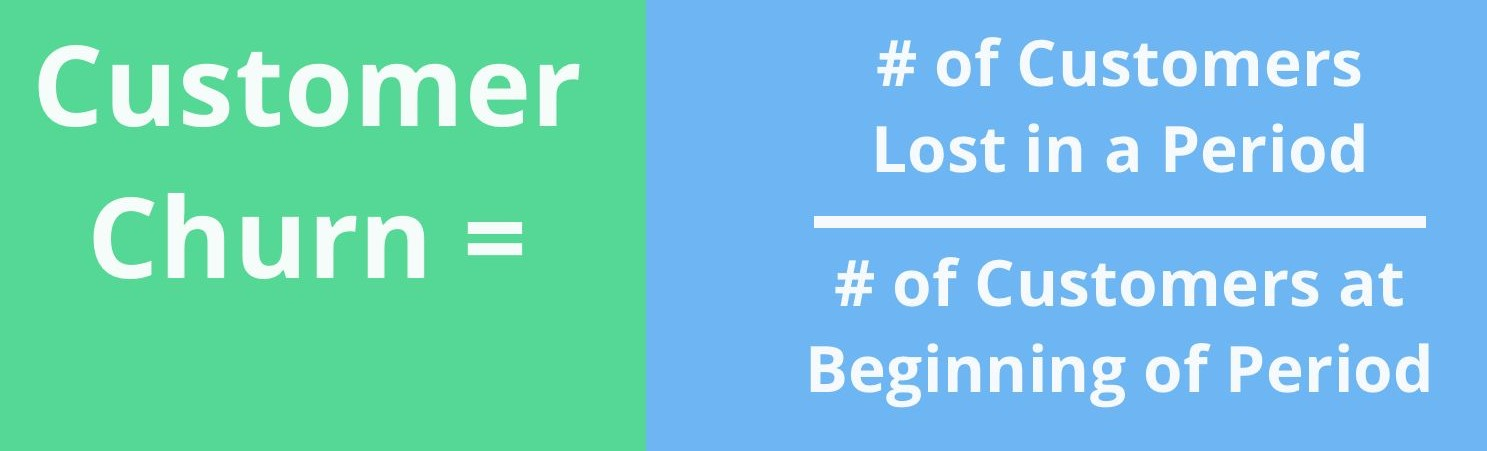 Customer
Churn =
# of Customers
Lost in a Period
# of Customers at
Beginning of Period